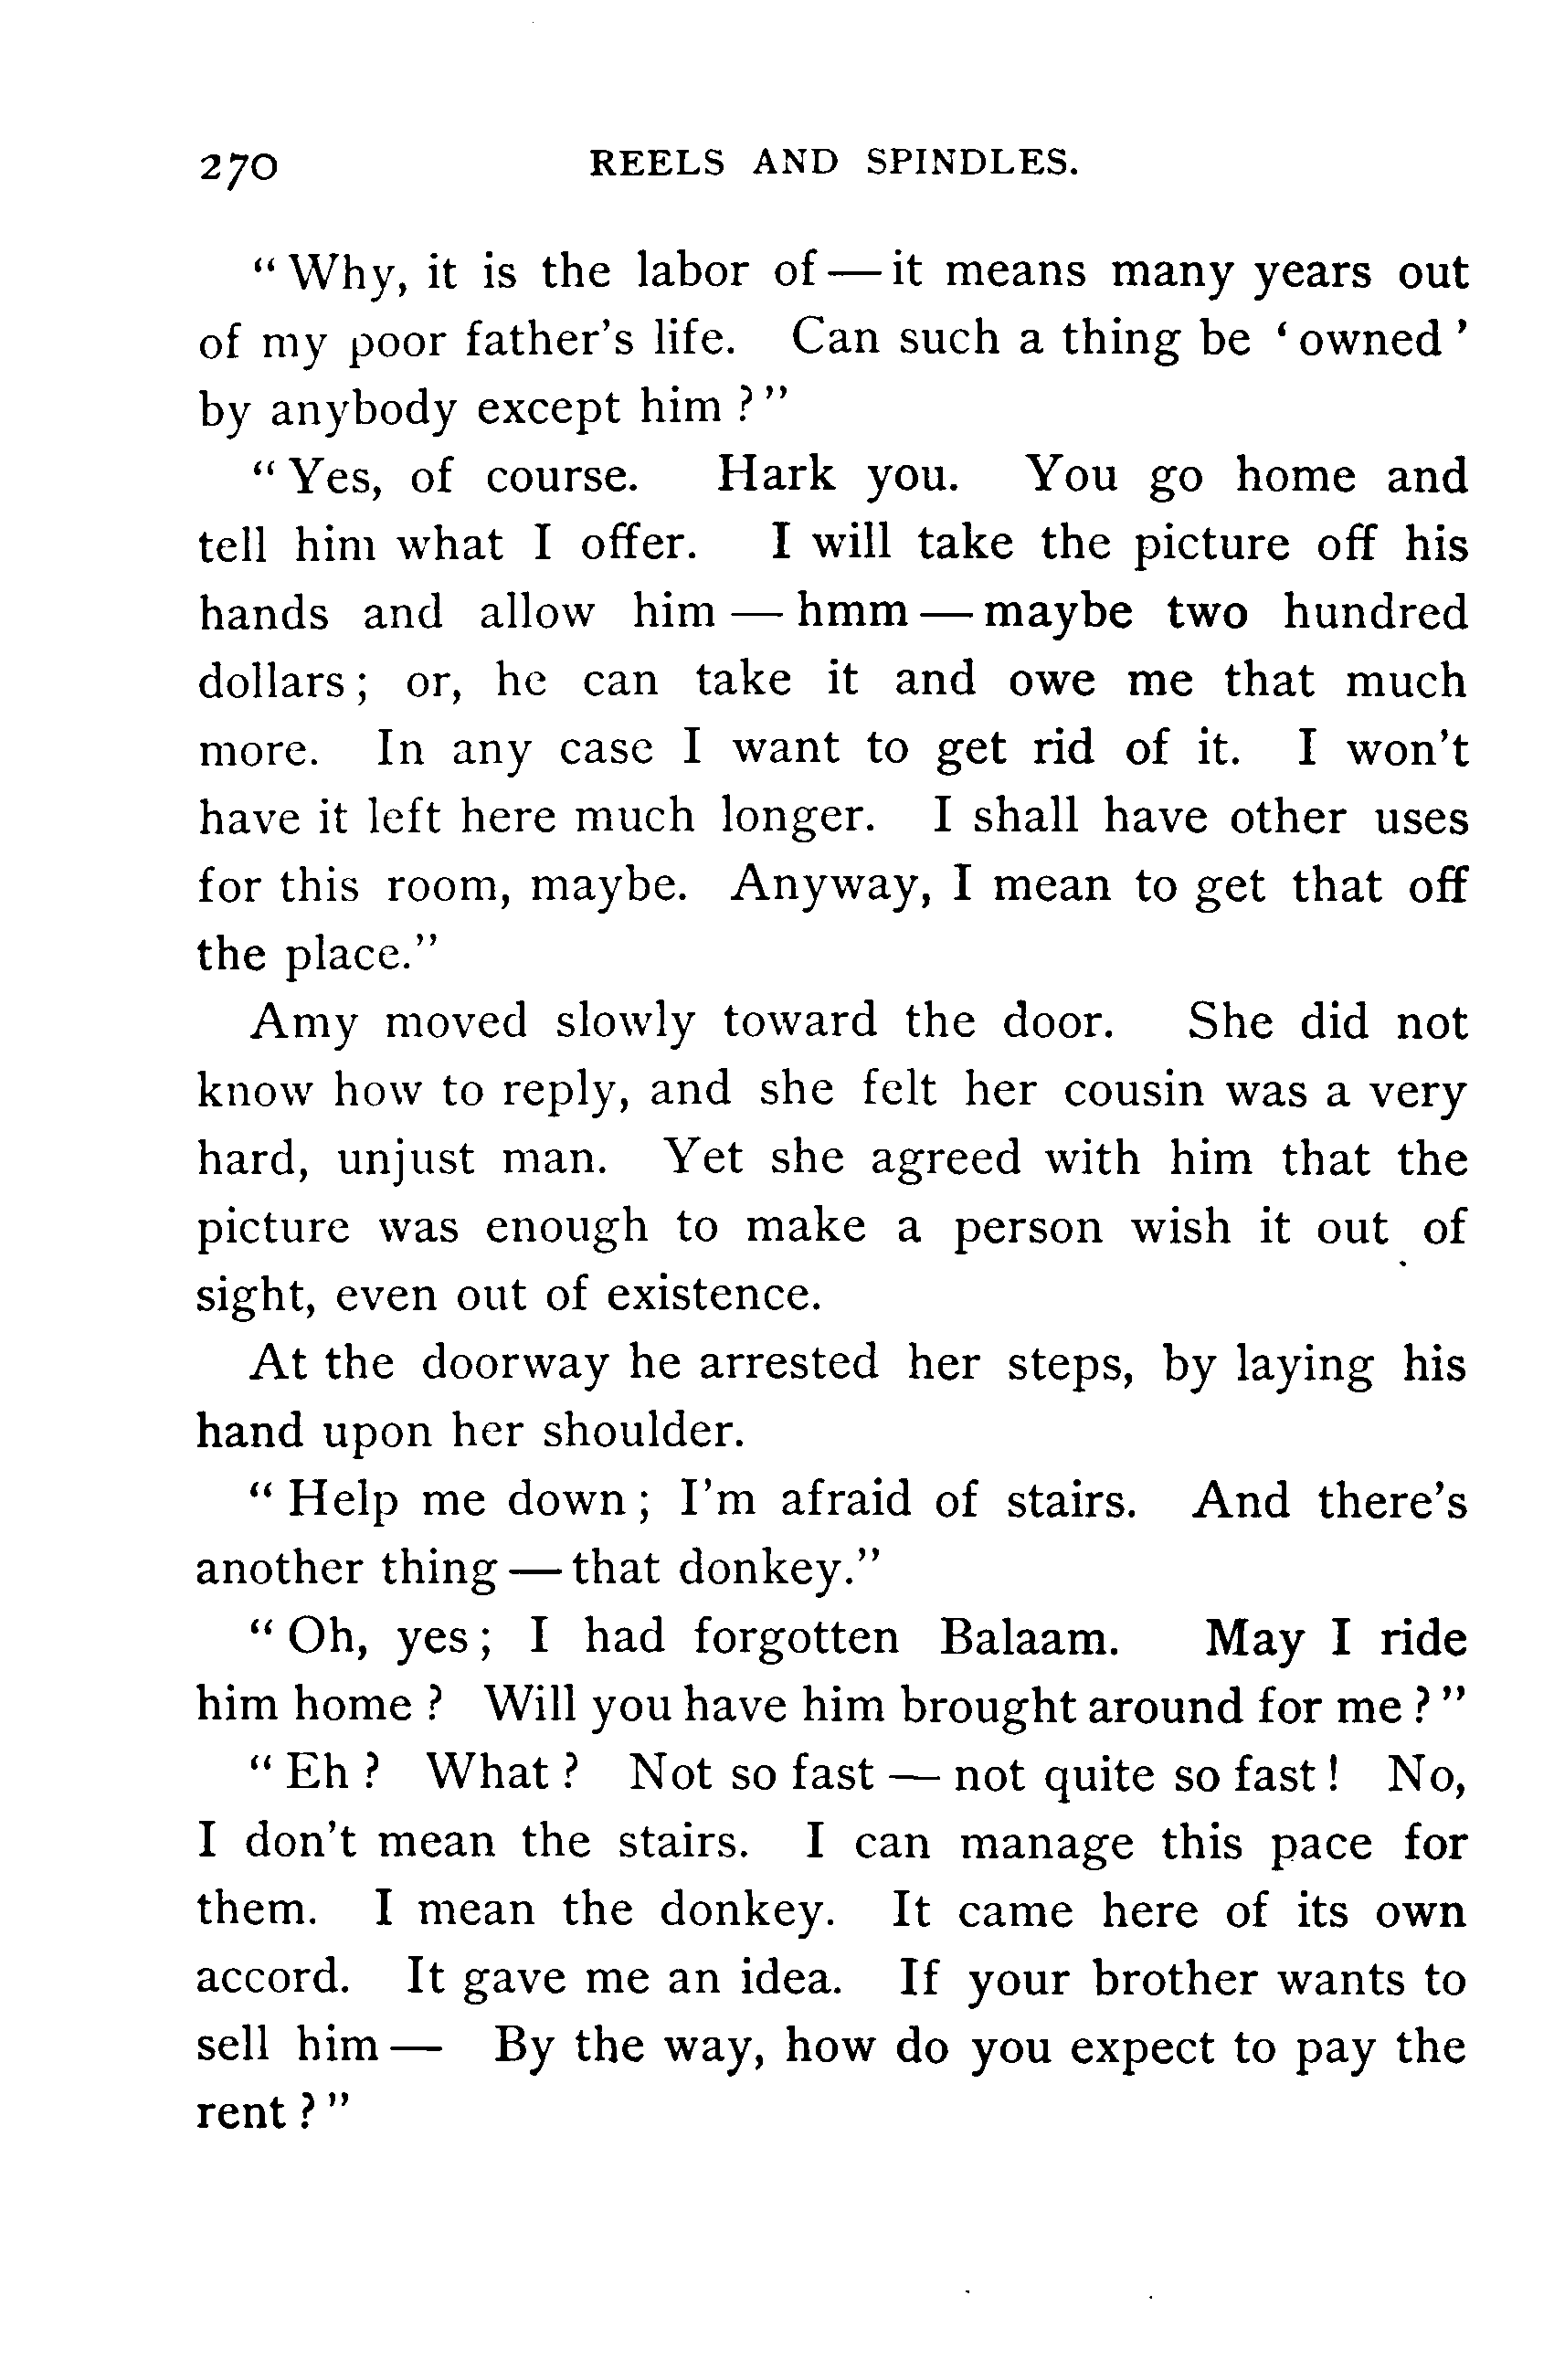 270 REELS AND SPINDLES.
“Why, it is the labor of—it means many years out
of my poor father’s life. Can such a thing be ‘owned’
by anybody except him?”
“Yes, of course. Hark you. You go home and
tell him what I offer. I will take the picture off his
hands and allow him — hmm — maybe two hundred
dollars; or, he can take it and owe me that much
more. In any case I want to get rid of it. I won’t
have it left here much longer. I shall have other uses
for this room, maybe. Anyway, I mean to get that off
the place.”
Amy moved slowly toward the door. She did not
know how to reply, and she felt her cousin was a very
hard, unjust man. Yet she agreed with him that the
picture was enough to make a person wish it out of
sight, even out of existence.
At the doorway he arrested her steps, by laying his
hand upon her shoulder.
“Help me down; I’m afraid of stairs. And there’s
another thing—that donkey.”
“Oh, yes; I had forgotten Balaam. May I ride
him home? Will you have him brought around for me?”
“Eh? What? Not so fast — not quite so fast! No,
I don’t mean the stairs. I can manage this pace for
them. I mean the donkey. It came here of its own
accord. It gave me an idea. If your brother wants to
sell him— By the way, how do you expect to pay the
rent?”